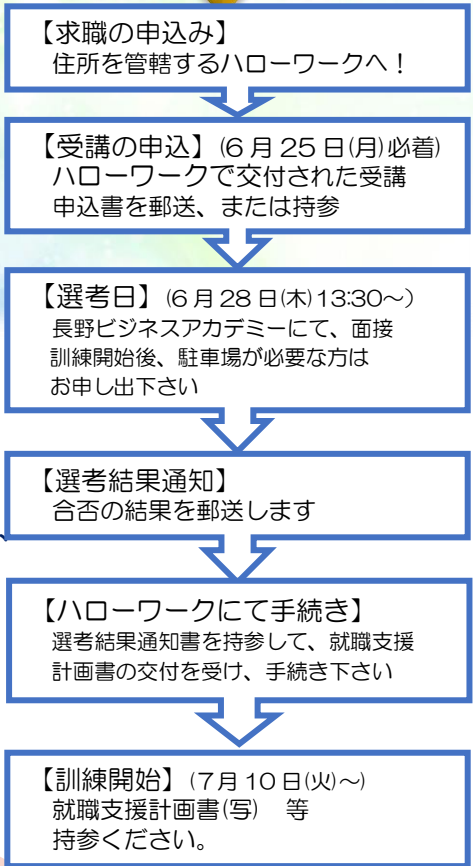 【求職の申込み】
住所を管轄するハローワークへ！
【受講の申込】(6月25日(月)必着)
ハローワークで交付された受講
申込書を郵送、または持参
【選考日】(6月28日(木)13:30～)
長野ビジネスアカデミーにて、面接
訓練開始後、駐車場が必要な方は
お申し出下さい
【選考結果通知】
合否の結果を郵送します
【ハローワークにて手続き】
選考結果通知書を持参して、就職支援
計画書の交付を受け、手続き下さい
【訓練開始】(7月10日(火)～)
就職支援計画書(写)　等
持参ください。